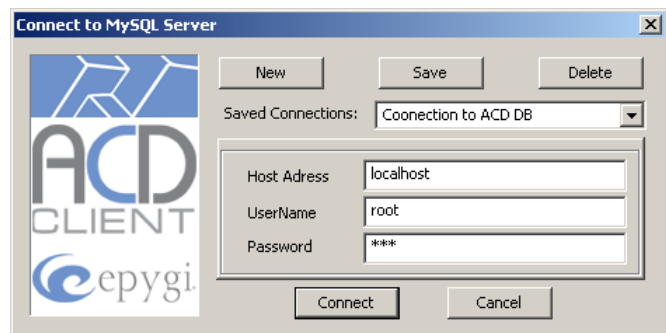 Connect to MySQL Server
ACD
CLIENT
epygi
New Save Delete
Saved Connections: Coonection to ACD DB
Host Adress localhost
UserName root
Password ***
Connect Cancel